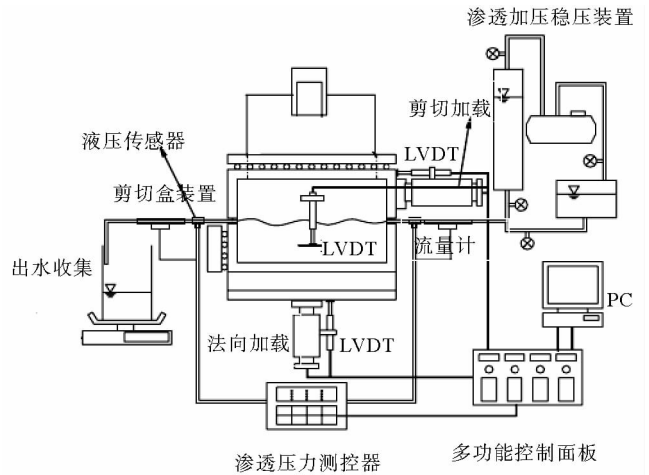 渗透加压稳压装置
剪切加载
液压传感器
LVDT
剪切盒装置
LVDT
流量计
出水收集
PC
法向加载
LVDT
渗透压力测控器
多功能控制面板